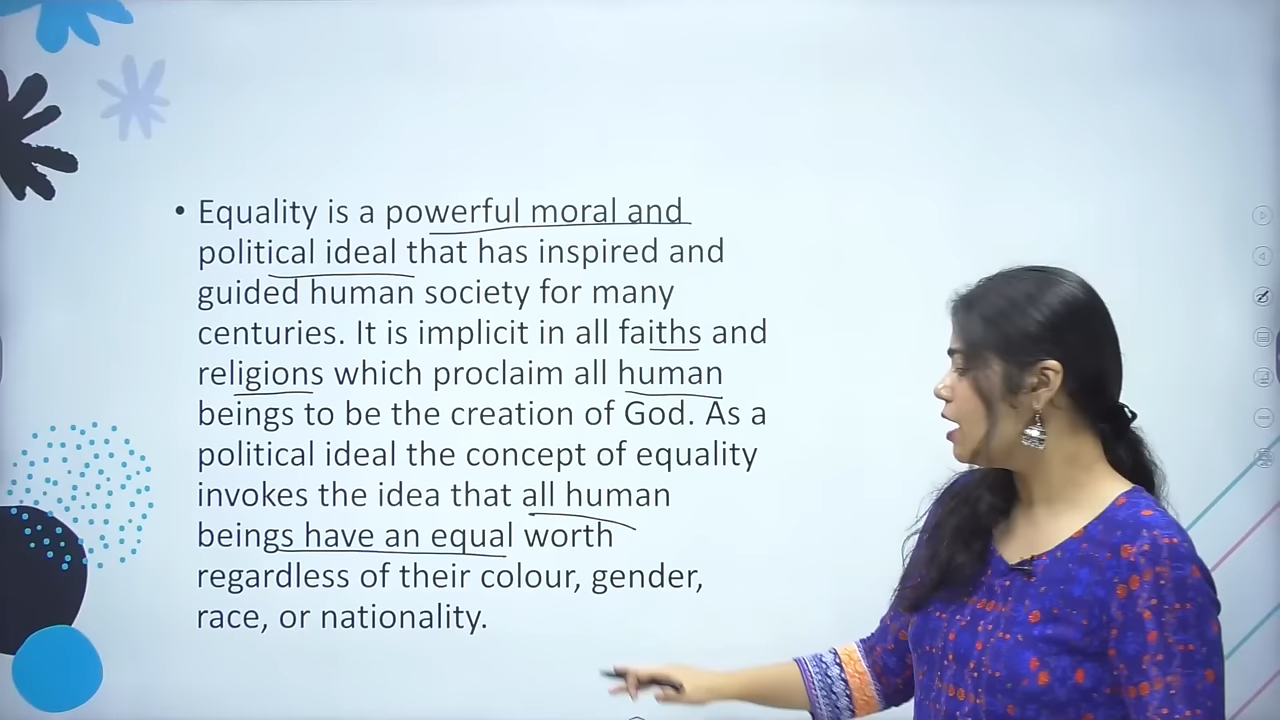 • Equality is a powerful moral and
political ideal that has inspired and
guided human society for many
centuries. It is implicit in all faiths and
religions which proclaim all human
beings to be the creation of God. As a
political ideal the concept of equality
invokes the idea that all human
beings have an equal worth
regardless of their colour, gender,
race, or nationality.